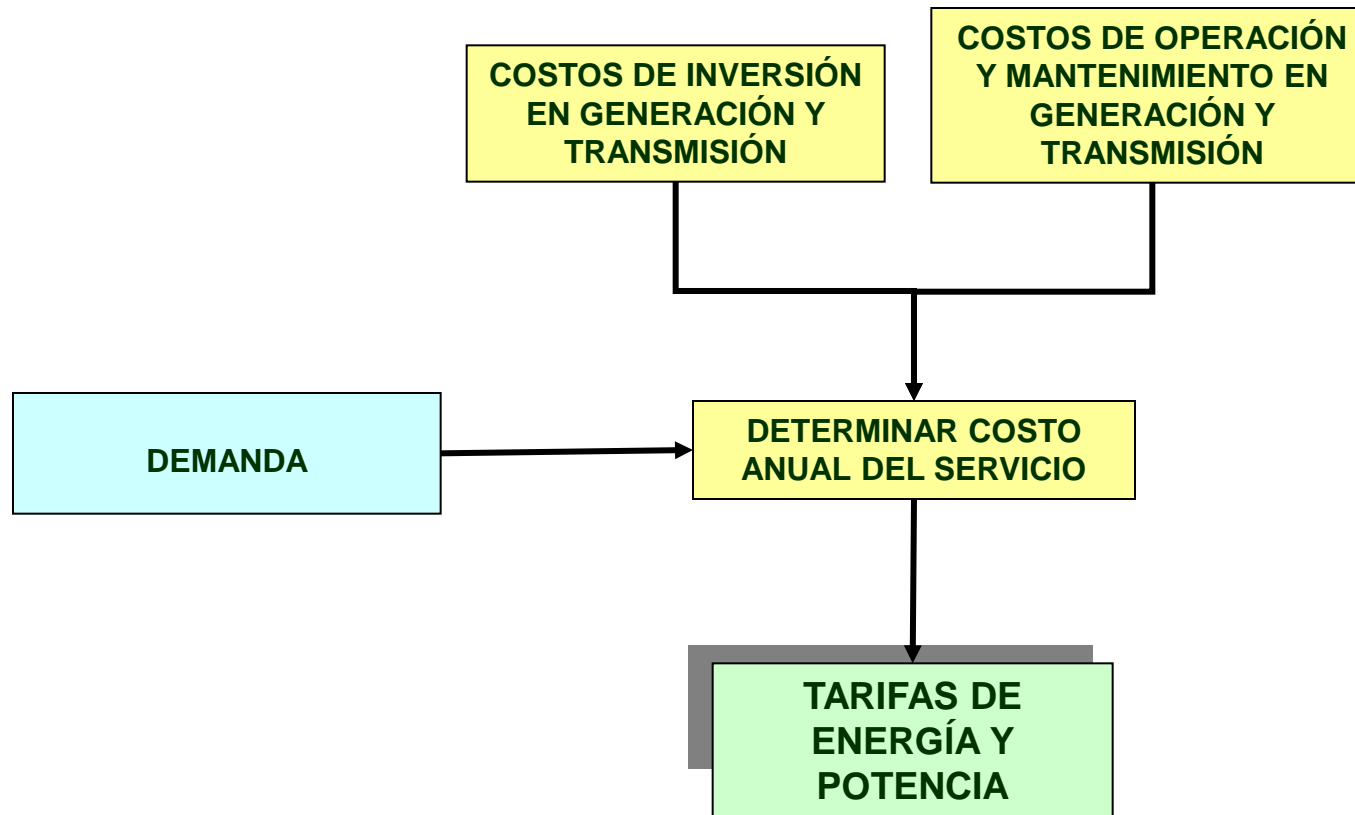 COSTOS DE INVERSIÓN
EN GENERACIÓN Y
TRANSMISIÓN
COSTOS DE OPERACIÓN
Y MANTENIMIENTO EN
GENERACIÓN Y
TRANSMISIÓN
DEMANDA
DETERMINAR COSTO
ANUAL DEL SERVICIO
TARIFAS DE
ENERGÍA Y
POTENCIA